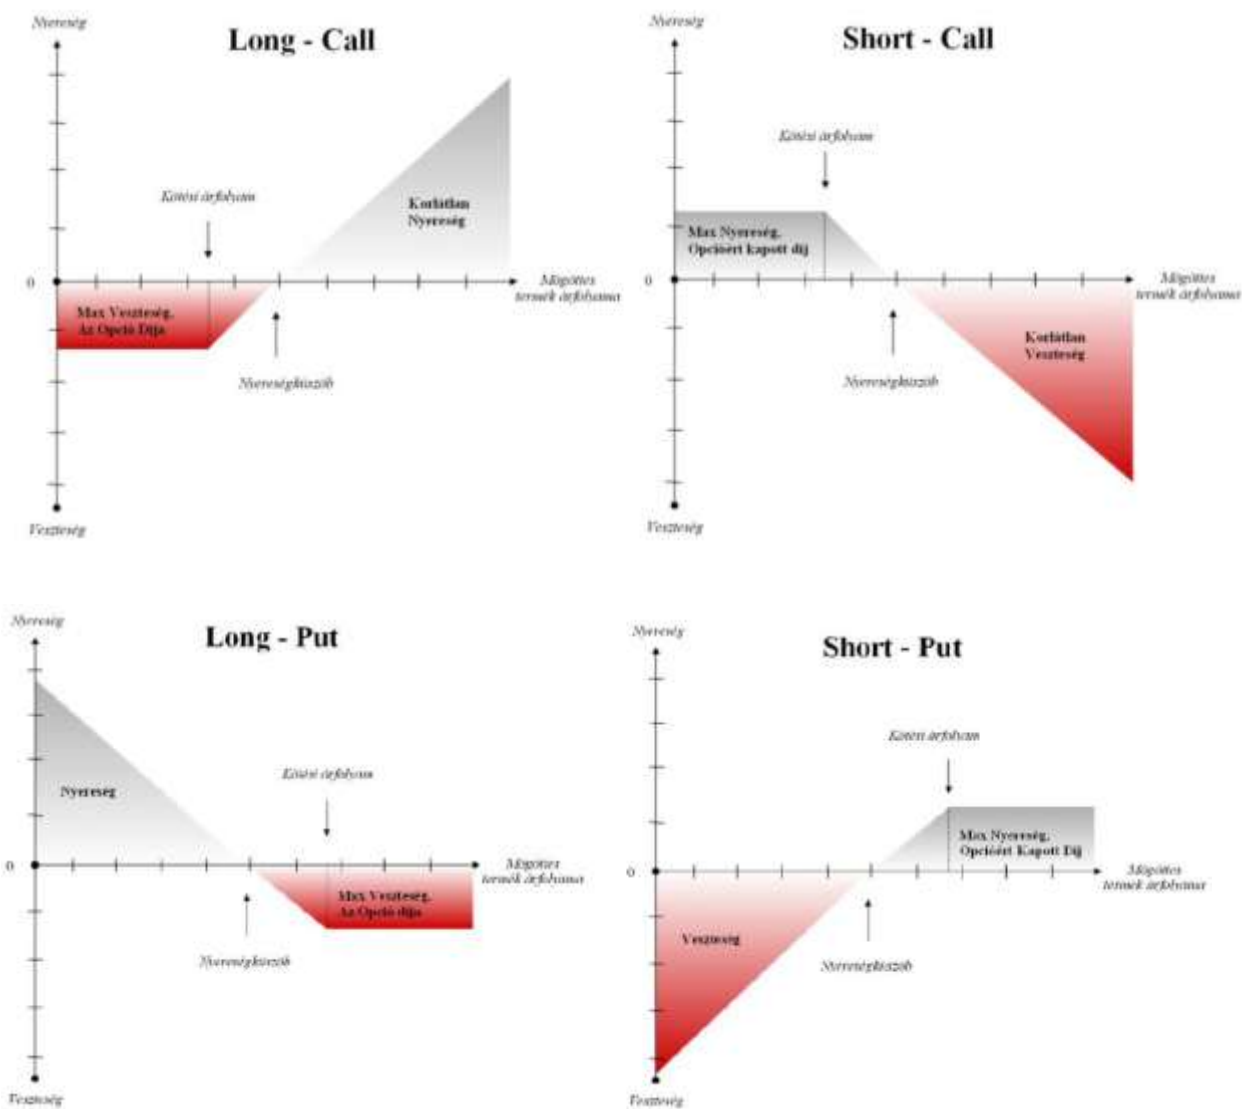 Nyereség
Long - Call
Kötési árfolyam
Korlátlan
Nyereség
0
Mögöttes
termék árfolyama
Max Veszteség,
Az Opció Díja
Nyereségküszöb
Veszteség
Nyereség
Short - Call
Kötési árfolyam
Max Nyereség,
Opcióért kapott díj
0
Mögöttes
termék árfolyama
Korlátlan
Veszteség
Nyereségküszöb
Veszteség
Nyereség
Long - Put
Kötési árfolyam
Nyereség
0
Mögöttes
termék árfolyama
Max Veszteség,
Az Opció díja
Nyereségküszöb
Veszteség
Nyereség
Short - Put
Kötési árfolyam
Max Nyereség,
Opcióért Kapott Díj
0
Mögöttes
termék árfolyama
Veszteség
Nyereségküszöb
Veszteség